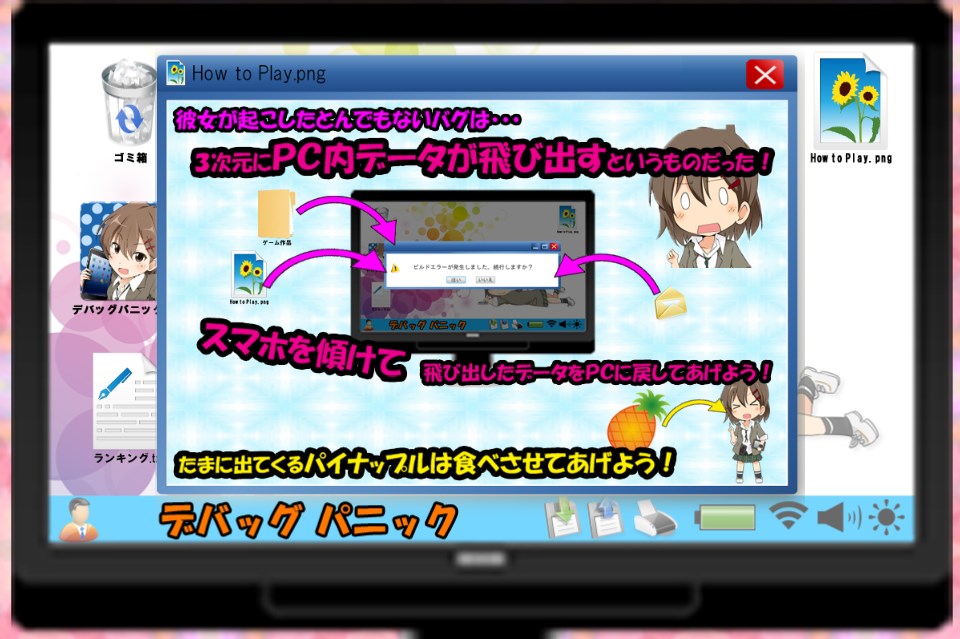 How to Play.png
彼女が起こしたとんでもないバグは・・・
3次元にPC内データが飛び出すというものだった！
ゴミ箱
How to Play. png
ゲーム作品
How to Play. png
ビルドエラーが発生しました。続行しますか？
はい
いいえ
デバッグ パニック
デバッグパニック
スマホを傾けて
飛び出したデータをPCに戻してあげよう！
ランキング.t
たまに出てくるパイナップルは食べさせてあげよう！
デバッグ パニック